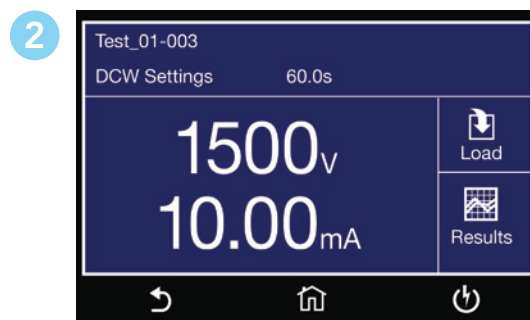 2
Test_01-003
DCW Settings 60.0s
1500V
10.00mA
Load
Results